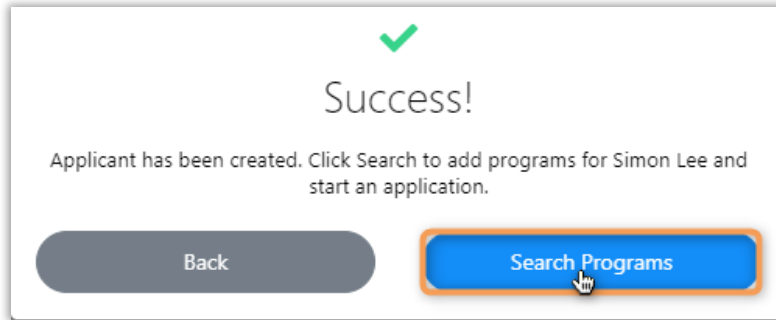 Success!
Applicant has been created. Click Search to add programs for Simon Lee and
start an application.
Back
Search Programs